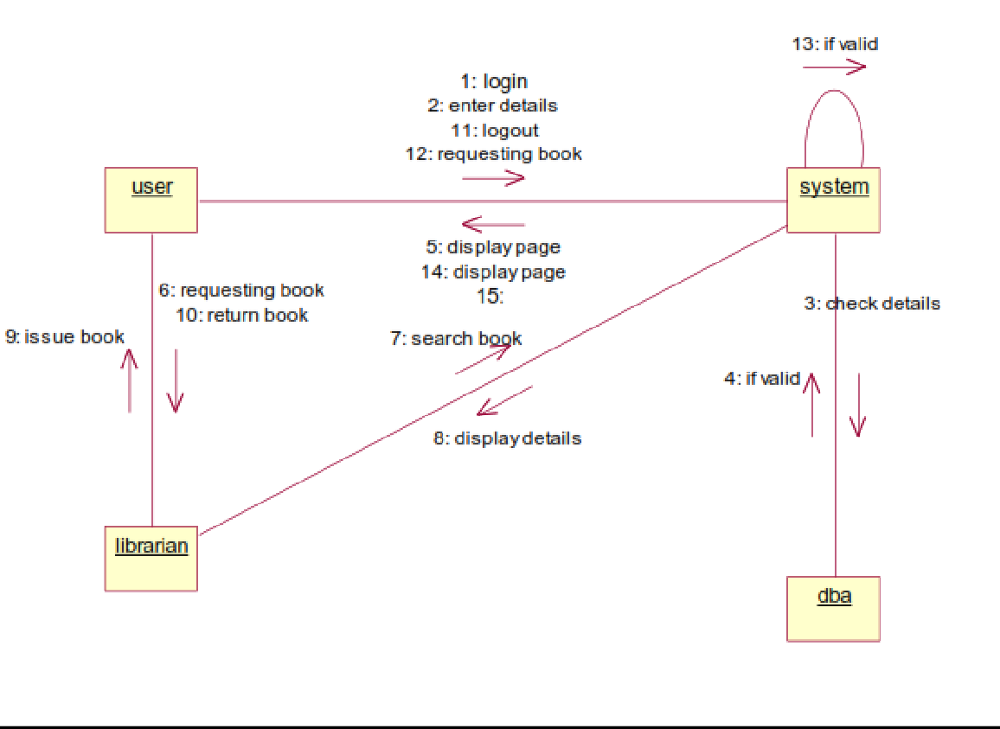 13: if valid
1: login
2: enter details
11: logout
12: requesting book
user
system
5: display page
14: display page
15:
6: requesting book
10: return book
3: check details
9: issue book
7: search book
4: if valid
8: display details
librarian
dba